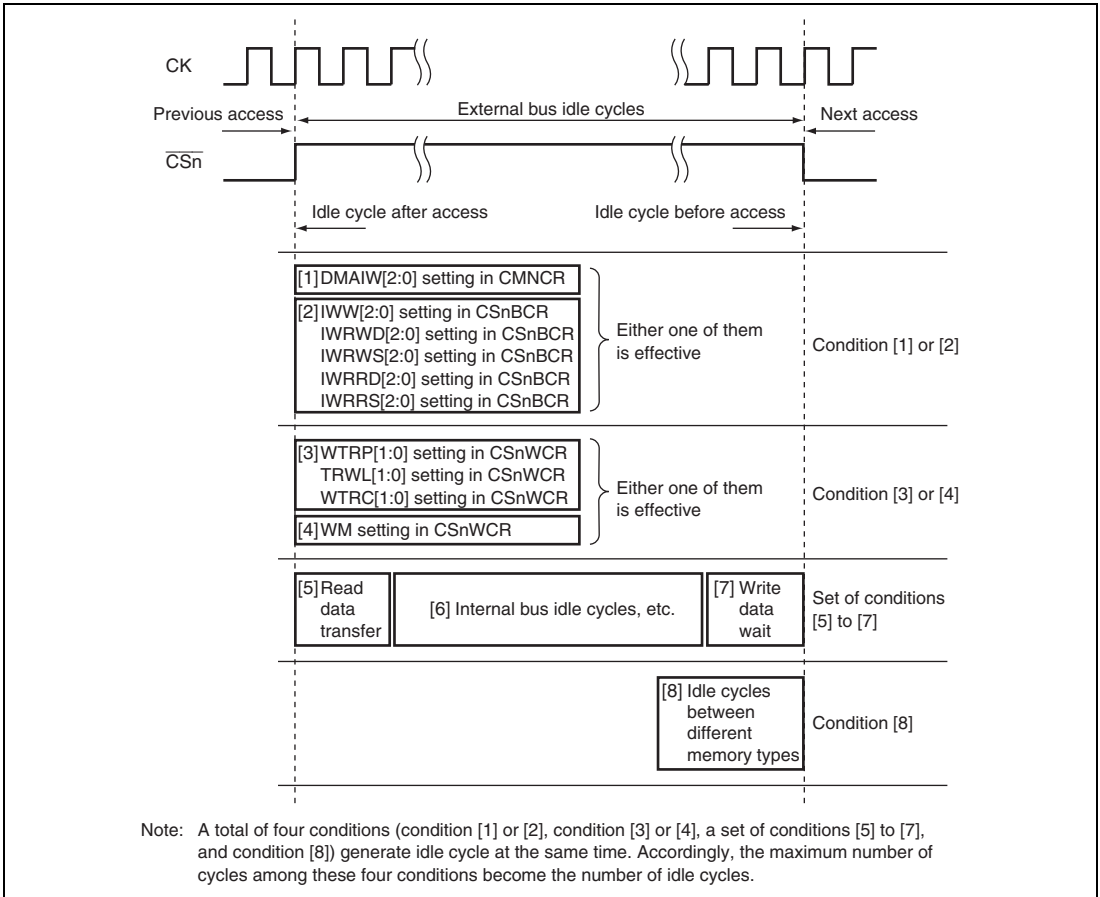 CK
Previous access
External bus idle cycles
Next access
CSn
Idle cycle after access
Idle cycle before access
[1] DMAIW[2:0] setting in CMNCR
[2] IWW[2:0] setting in CSnBCR
IWRWD[2:0] setting in CSnBCR
IWRWS[2:0] setting in CSnBCR
IWRRD[2:0] setting in CSnBCR
IWRRS[2:0] setting in CSnBCR
Either one of them
is effective
Condition [1] or [2]
[3] WTRP[1:0] setting in CSnWCR
TRWL[1:0] setting in CSnWCR
WTRC[1:0] setting in CSnWCR
[4] WM setting in CSnWCR
Either one of them
is effective
Condition [3] or [4]
[5] Read
data
transfer
[6] Internal bus idle cycles, etc.
[7] Write
data
wait
Set of conditions
[5] to [7]
[8] Idle cycles
between
different
memory types
Condition [8]
Note: A total of four conditions (condition [1] or [2], condition [3] or [4], a set of conditions [5] to [7],
and condition [8]) generate idle cycle at the same time. Accordingly, the maximum number of
cycles among these four conditions become the number of idle cycles.